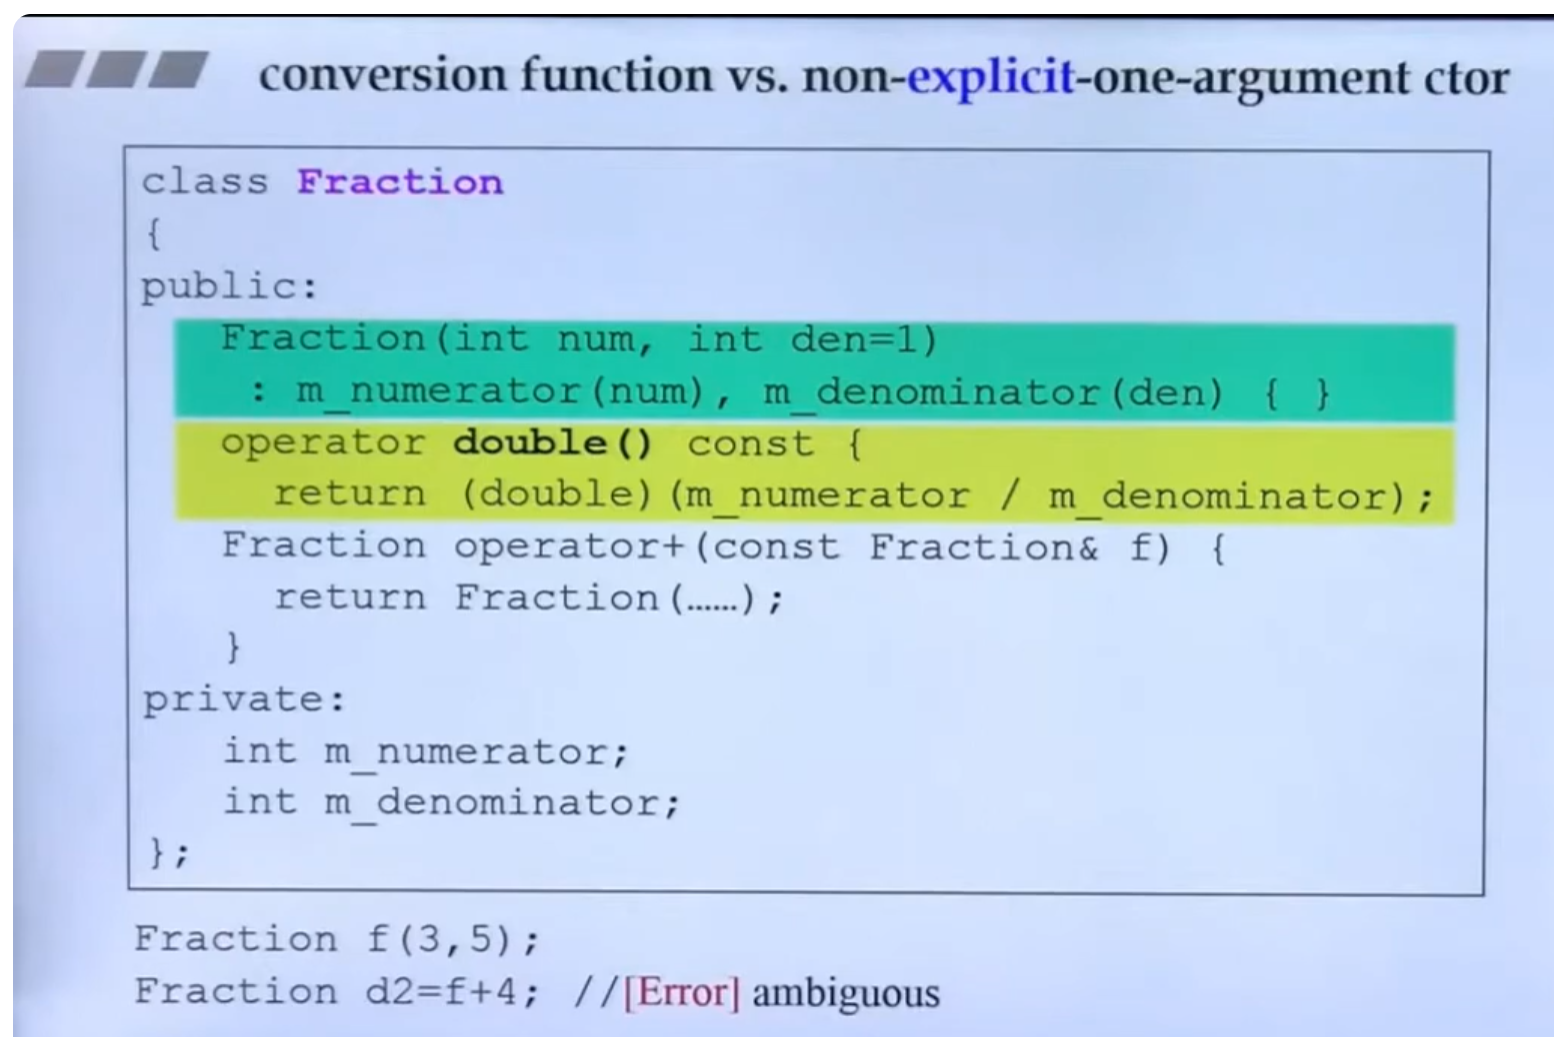 conversion function vs. non-explicit-one-argument ctor
class Fraction
{
public:
Fraction(int num, int den=1)
: m_numerator(num), m_denominator(den) { }
operator double() const {
return (double)(m_numerator / m_denominator);
Fraction operator+(const Fraction& f) {
return Fraction(……);
}
private:
int m_numerator;
int m_denominator;
};
Fraction f(3,5);
Fraction d2=f+4; //[Error] ambiguous